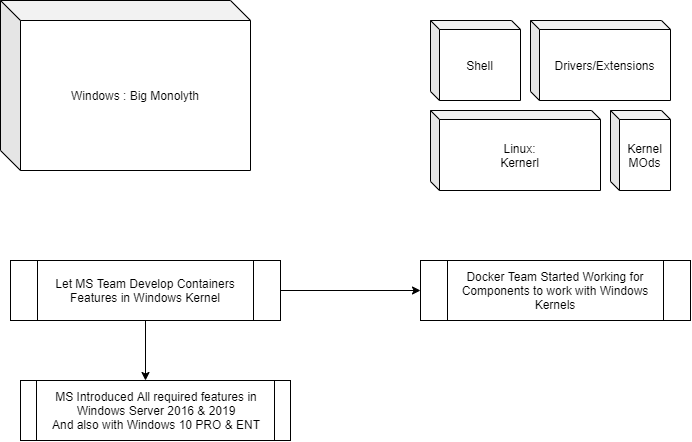 Windows : Big Monolyth
Shell
Drivers/Extensions
Linux:
Kernerl
Kernel
MOds
Let MS Team Develop Containers
Features in Windows Kernel
Docker Team Started Working for
Components to work with Windows
Kernels
MS Introduced All required features in
Windows Server 2016 & 2019
And also with Windows 10 PRO & ENT